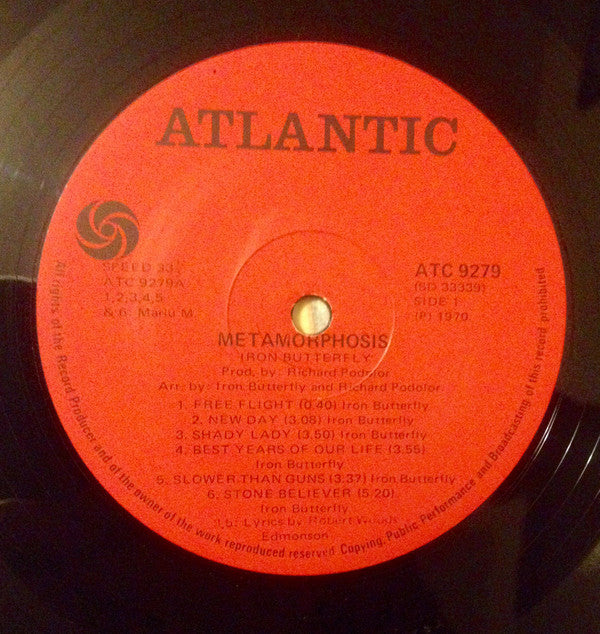 ATLANTIC
SPEED 33⅓
ATC 9279A
1,2,3,4,5
& 6. Manu M.
ATC 9279
(SD 33339)
SIDE 1
(P) 1970
METAMORPHOSIS
IRON BUTTERFLY
Prod. by: Richard Podolor
Arr. by: Iron Butterfly and Richard Podolor.
1. FREE FLIGHT (0.40) Iron Butterfly
2. NEW DAY (3.08) Iron Butterfly
3. SHADY LADY (3.50) Iron Butterfly
4. BEST YEARS OF OUR LIFE (3.55)
Iron Butterfly
5. SLOWER THAN GUNS (3:37) Iron Butterfly
6. STONE BELIEVER (5.20)
Iron Butterfly
Lyrics by Robert Woods
Edmonson
All rights of the Record Producer and of the owner of the work reproduced reserved. Copying, Public Performance and Broadcasting of this record prohibited